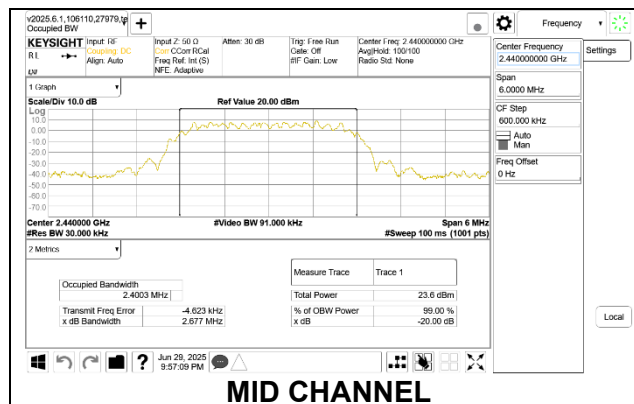 v2025.6.1,106110,27979,te
Occupied BW
Frequency
KEYSIGHT
Input: RF
Coupling: DC
Align: Auto
Input Z: 50 Ω
Corr CCorr RCal
Freq Ref: Int (S)
NFE: Adaptive
Atten: 30 dB
Trig: Free Run
Gate: Off
#IF Gain: Low
Center Freq: 2.440000000 GHz
Avg|Hold: 100/100
Radio Std: None
Center Frequency
2.440000000 GHz
Settings
Span
6.0000 MHz
CF Step
600.000 kHz
Auto
Man
Freq Offset
0 Hz
Local
1 Graph
Scale/Div 10.0 dB
Ref Value 20.00 dBm
Log
10.0
0.00
-10.0
-20.0
-30.0
-40.0
-50.0
-60.0
-70.0
Center 2.440000 GHz
#Video BW 91.000 kHz
Span 6 MHz
#Res BW 30.000 kHz
#Sweep 100 ms (1001 pts)
2 Metrics
Measure Trace
Trace 1
Occupied Bandwidth
2.4003 MHz
Total Power
23.6 dBm
Transmit Freq Error
-4.623 kHz
% of OBW Power
99.00 %
x dB Bandwidth
2.677 MHz
x dB
-20.00 dB
?
Jun 29, 2025
9:57:09 PM
MID CHANNEL